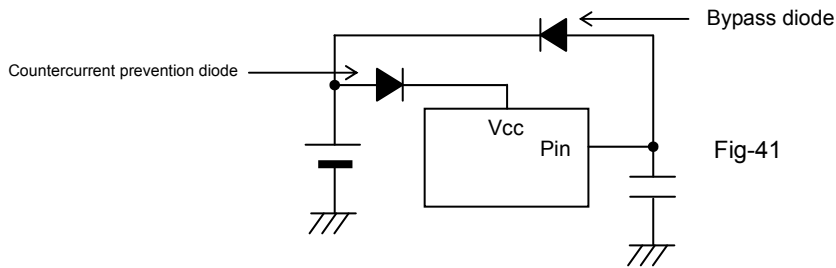 Bypass diode
Countercurrent prevention diode
Vcc
Pin
Fig-41